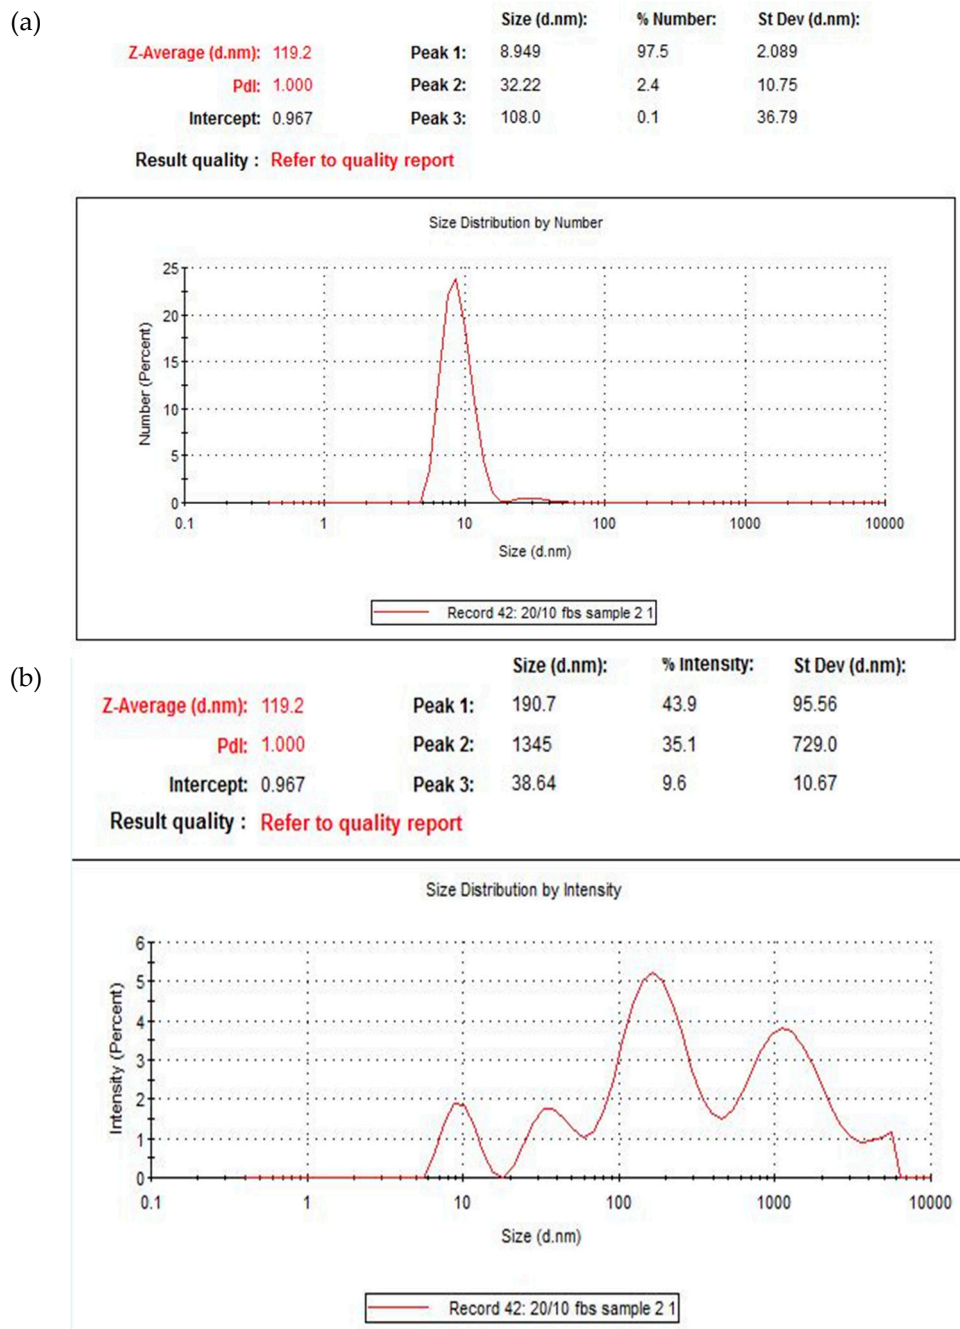 (a)
Size (d.nm): % Number: St Dev (d.nm):
Z-Average (d.nm): 119.2 Peak 1: 8.949 97.5 2.089
PdI: 1.000 Peak 2: 32.22 2.4 10.75
Intercept: 0.967 Peak 3: 108.0 0.1 36.79
Result quality : Refer to quality report
Size Distribution by Number
25
20
15
10
5
0
Number (Percent)
0.1 1 10 100 1000 10000
Size (d.nm)
Record 42: 20/10 fbs sample 2 1
(b)
Size (d.nm): % Intensity: St Dev (d.nm):
Z-Average (d.nm): 119.2 Peak 1: 190.7 43.9 95.56
PdI: 1.000 Peak 2: 1345 35.1 729.0
Intercept: 0.967 Peak 3: 38.64 9.6 10.67
Result quality : Refer to quality report
Size Distribution by Intensity
6
5
4
3
2
1
0
Intensity (Percent)
0.1 1 10 100 1000 10000
Size (d.nm)
Record 42: 20/10 fbs sample 2 1